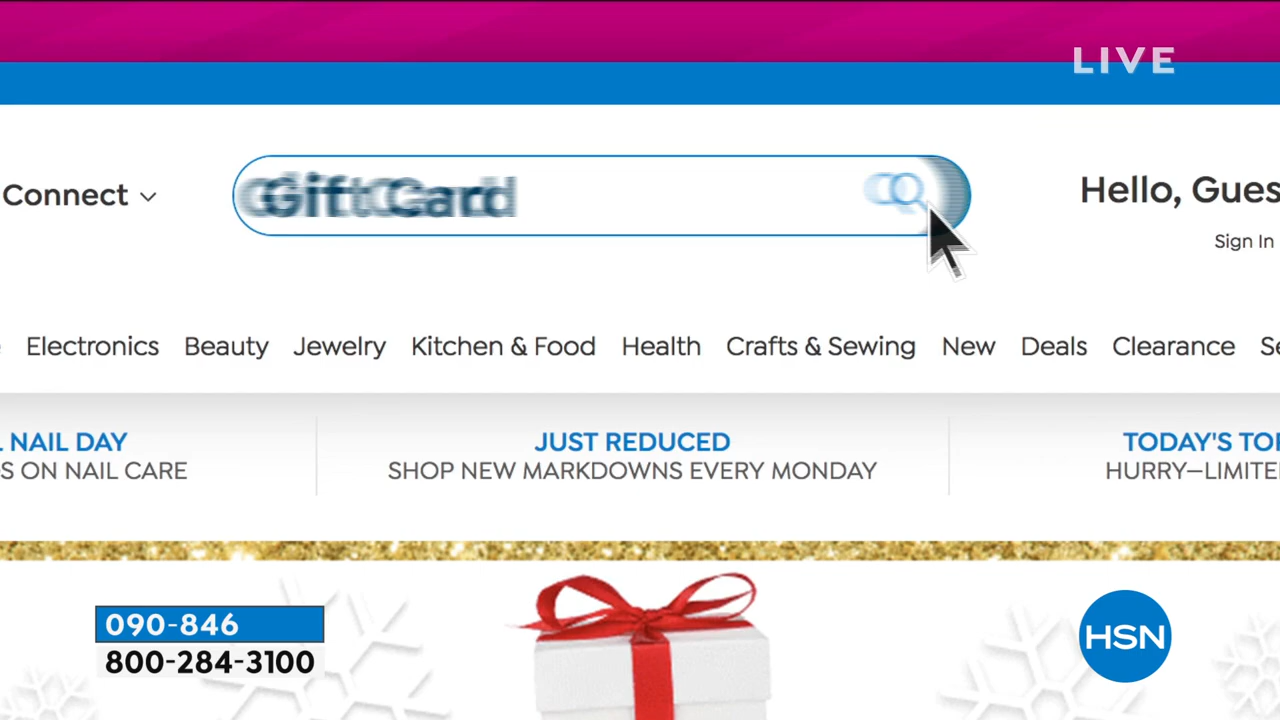 LIVE
Connect
Gift Card
Hello, Gues
Sign In
Electronics Beauty Jewelry Kitchen & Food Health Crafts & Sewing New Deals Clearance Se
L NAIL DAY
S ON NAIL CARE
JUST REDUCED
SHOP NEW MARKDOWNS EVERY MONDAY
TODAY'S TO
HURRY—LIMITE
090-846
800-284-3100
HSN